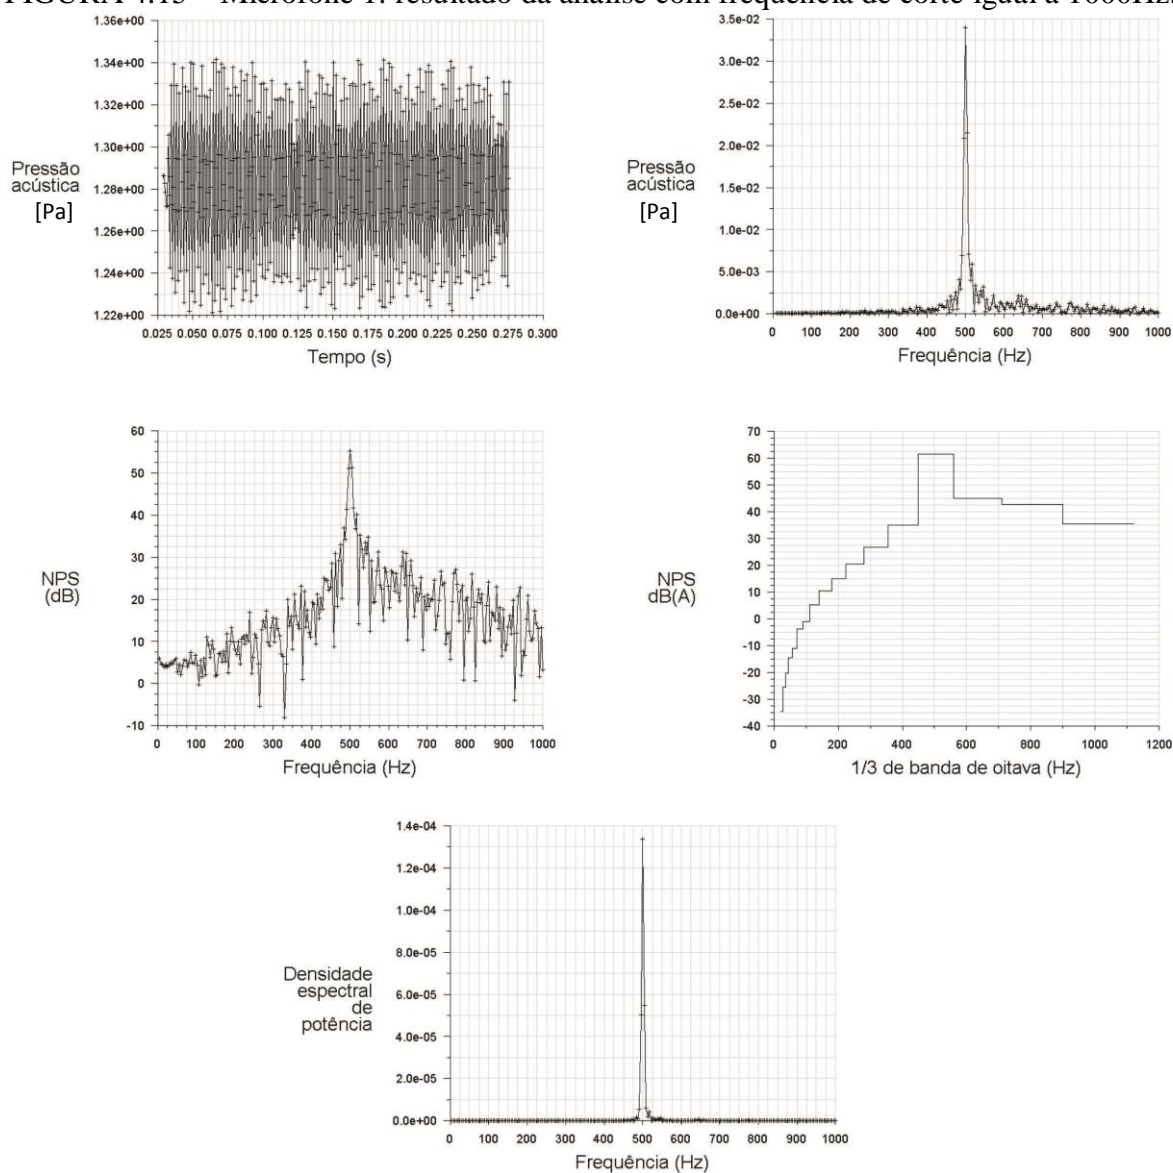 FIGURA 4.15 – Microfone 1: resultado da análise com frequência de corte igual a 1000Hz.
1.36e+00
1.34e+00
1.32e+00
1.30e+00
1.28e+00
1.26e+00
1.24e+00
1.22e+00
Pressão
acústica
[Pa]
0.025 0.050 0.075 0.100 0.125 0.150 0.175 0.200 0.225 0.250 0.275 0.300
Tempo (s)
3.5e-02
3.0e-02
2.5e-02
2.0e-02
1.5e-02
1.0e-02
5.0e-03
0.0e+00
Pressão
acústica
[Pa]
0 100 200 300 400 500 600 700 800 900 1000
Frequência (Hz)
60
50
40
30
20
10
0
-10
NPS
(dB)
0 100 200 300 400 500 600 700 800 900 1000
Frequência (Hz)
70
60
50
40
30
20
10
0
-10
-20
-30
-40
NPS
dB(A)
0 200 400 600 800 1000 1200
1/3 de banda de oitava (Hz)
1.4e-04
1.2e-04
1.0e-04
8.0e-05
6.0e-05
4.0e-05
2.0e-05
0.0e+00
Densidade
espectral
de
potência
0 100 200 300 400 500 600 700 800 900 1000
Frequência (Hz)